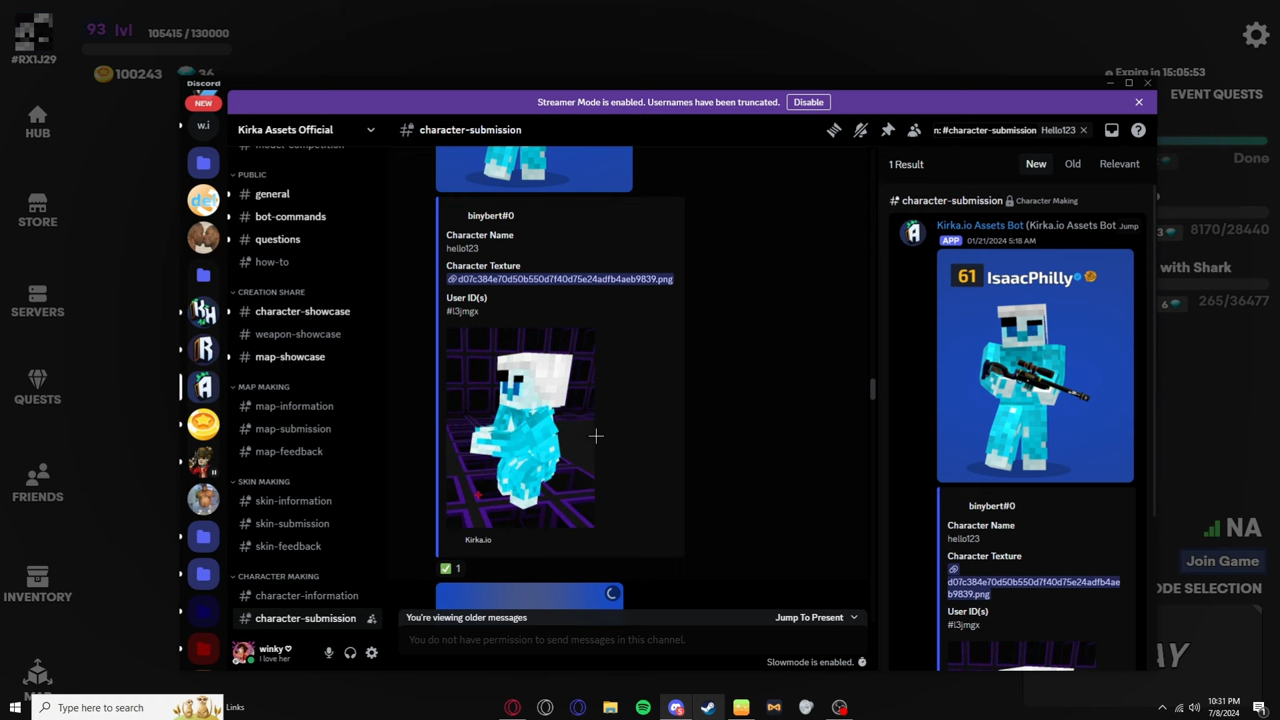 93 lvl
105415 / 130000
#RX1J29
100243
36
HUB
STORE
SERVERS
QUESTS
FRIENDS
INVENTORY
Expire in 15:05:53
EVENT QUESTS
Done
8170/28440
with Shark
265/36477
NA
Join Game
ODE SELECTION
AY
Discord
NEW
w.i
Streamer Mode is enabled. Usernames have been truncated.
Disable
Kirka Assets Official
character-submission
n: #character-submission Hello123
model-competition
PUBLIC
general
bot-commands
questions
how-to
CREATION SHARE
character-showcase
weapon-showcase
map-showcase
MAP MAKING
map-information
map-submission
map-feedback
SKIN MAKING
skin-information
skin-submission
skin-feedback
CHARACTER MAKING
character-information
character-submission
winky
I love her
binybert#0
Character Name
hello123
Character Texture
d07c384e70d50b550d7f40d75e24adfb4aeb9839.png
User ID(s)
#l3jmgx
Kirka.io
1
You're viewing older messages
Jump To Present
You do not have permission to send messages in this channel.
Slowmode is enabled.
1 Result
New
Old
Relevant
character-submission
Character Making
Kirka.io Assets Bot (Kirka.io Assets Bot
Jump
APP 01/21/2024 5:18 AM
61 IsaacPhilly
binybert#0
Character Name
hello123
Character Texture
d07c384e70d50b550d7f40d75e24adfb4ae
b9839.png
User ID(s)
#l3jmgx
Type here to search
Links
10:31 PM
7/8/2024